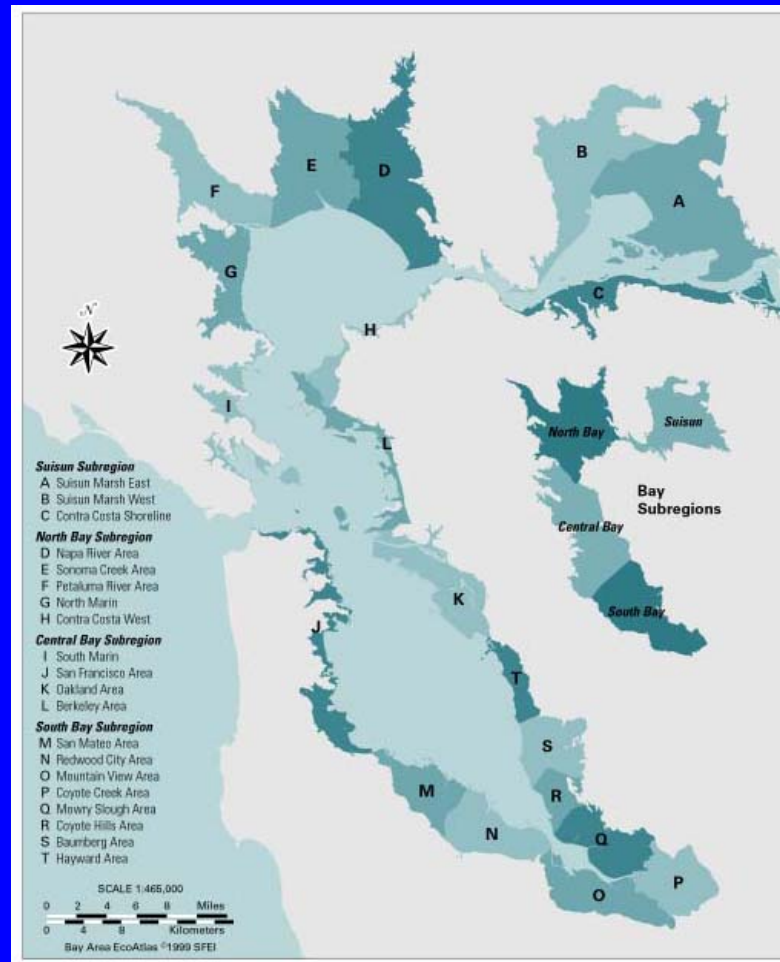 B
E
D
F
A
G
C
H
I
L
K
J
T
S
R
M
Q
N
P
O
N
North Bay
Suisun
Bay
Subregions
Central Bay
South Bay
Suisun Subregion
A Suisun Marsh East
B Suisun Marsh West
C Contra Costa Shoreline
North Bay Subregion
D Napa River Area
E Sonoma Creek Area
F Petaluma River Area
G North Marin
H Contra Costa West
Central Bay Subregion
I South Marin
J San Francisco Area
K Oakland Area
L Berkeley Area
South Bay Subregion
M San Mateo Area
N Redwood City Area
O Mountain View Area
P Coyote Creek Area
Q Mowry Slough Area
R Coyote Hills Area
S Baumberg Area
T Hayward Area
SCALE 1:465,000
0 2 4 6 8 Miles
0 4 8 Kilometers
Bay Area EcoAtlas ©1999 SFEI